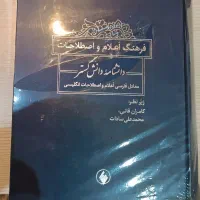 فرهنگ اعلام و اصطلاحات
دانشنامه دانش‌گستر
معادل فارسی اعلام و اصطلاحات انگلیسی
زیر نظر:
کامران فانی،
محمدعلی سادات